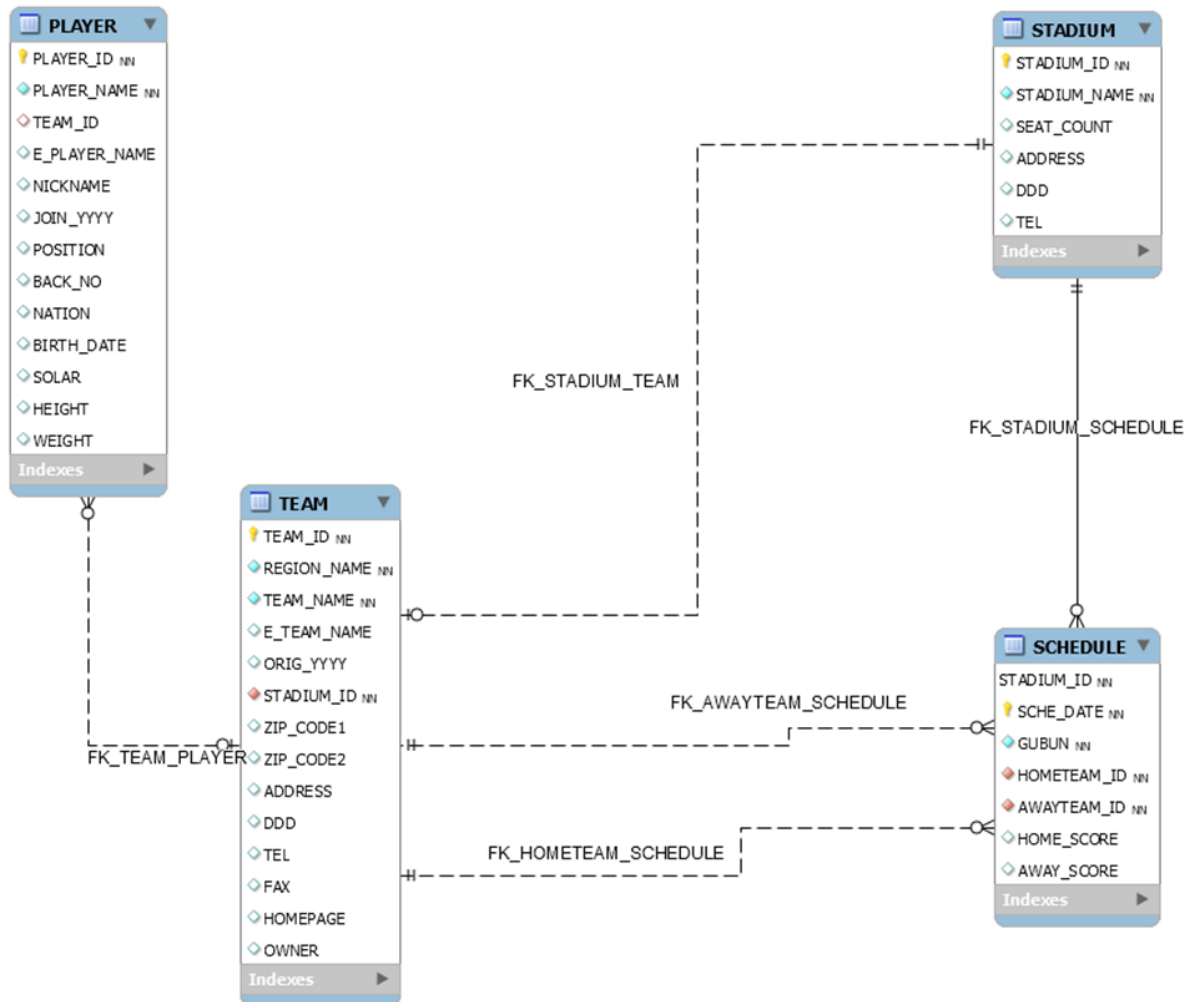 PLAYER
PLAYER_ID NN
PLAYER_NAME NN
TEAM_ID
E_PLAYER_NAME
NICKNAME
JOIN_YYYY
POSITION
BACK_NO
NATION
BIRTH_DATE
SOLAR
HEIGHT
WEIGHT
Indexes
STADIUM
STADIUM_ID NN
STADIUM_NAME NN
SEAT_COUNT
ADDRESS
DDD
TEL
Indexes
FK_STADIUM_TEAM
FK_STADIUM_SCHEDULE
TEAM
TEAM_ID NN
REGION_NAME NN
TEAM_NAME NN
E_TEAM_NAME
ORIG_YYYY
STADIUM_ID NN
ZIP_CODE1
ZIP_CODE2
ADDRESS
DDD
TEL
FAX
HOMEPAGE
OWNER
Indexes
FK_TEAM_PLAYER
FK_AWAYTEAM_SCHEDULE
FK_HOMETEAM_SCHEDULE
SCHEDULE
STADIUM_ID NN
SCHE_DATE NN
GUBUN NN
HOMETEAM_ID NN
AWAYTEAM_ID NN
HOME_SCORE
AWAY_SCORE
Indexes